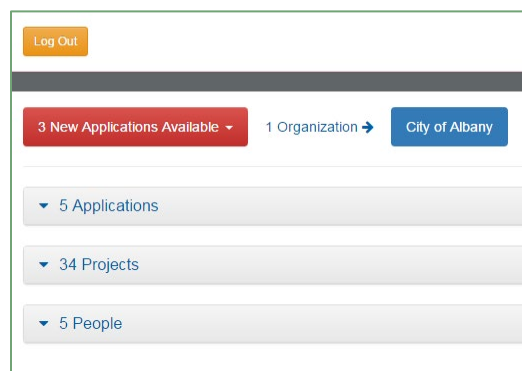 Log Out
3 New Applications Available
1 Organization
City of Albany
5 Applications
34 Projects
5 People